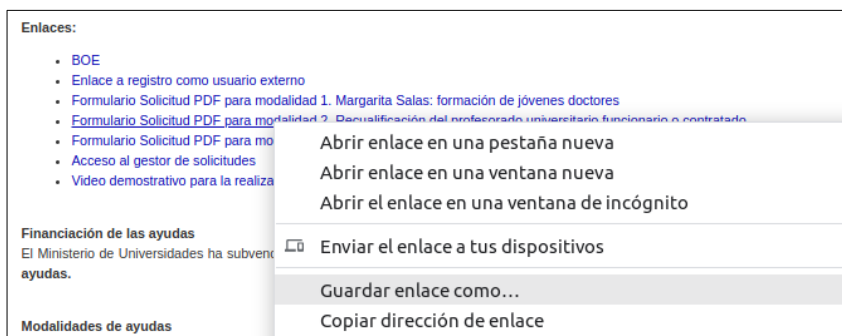 Enlaces:
BOE
Enlace a registro como usuario externo
Formulario Solicitud PDF para modalidad 1. Margarita Salas: formación de jóvenes doctores
Formulario Solicitud PDF para modalidad 2. Recualificación del profesorado universitario funcionario o contratado
Formulario Solicitud PDF para mo
Acceso al gestor de solicitudes
Video demostrativo para la realiza
Abrir enlace en una pestaña nueva
Abrir enlace en una ventana nueva
Abrir el enlace en una ventana de incógnito
Enviar el enlace a tus dispositivos
Guardar enlace como...
Copiar dirección de enlace
Financiación de las ayudas
El Ministerio de Universidades ha subvenc
ayudas.
Modalidades de ayudas